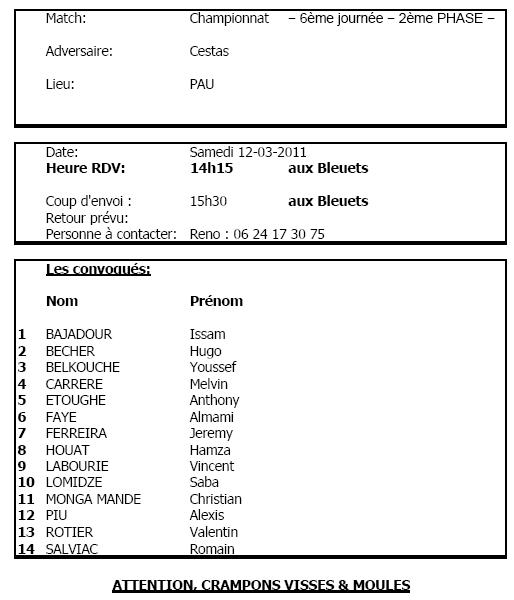 Match: Championnat – 6ème journée – 2ème PHASE –
Adversaire: Cestas
Lieu: PAU
Date: Samedi 12-03-2011
Heure RDV: 14h15 aux Bleuets
Coup d'envoi : 15h30 aux Bleuets
Retour prévu:
Personne à contacter: Reno : 06 24 17 30 75
Les convoqués:
Nom Prénom
1 BAJADOUR Issam
2 BECHER Hugo
3 BELKOUCHE Youssef
4 CARRERE Melvin
5 ETOUGHE Anthony
6 FAYE Almami
7 FERREIRA Jeremy
8 HOUAT Hamza
9 LABOURIE Vincent
10 LOMIDZE Saba
11 MONGA MANDE Christian
12 PIU Alexis
13 ROTIER Valentin
14 SALVIAC Romain
ATTENTION, CRAMPONS VISSES & MOULES